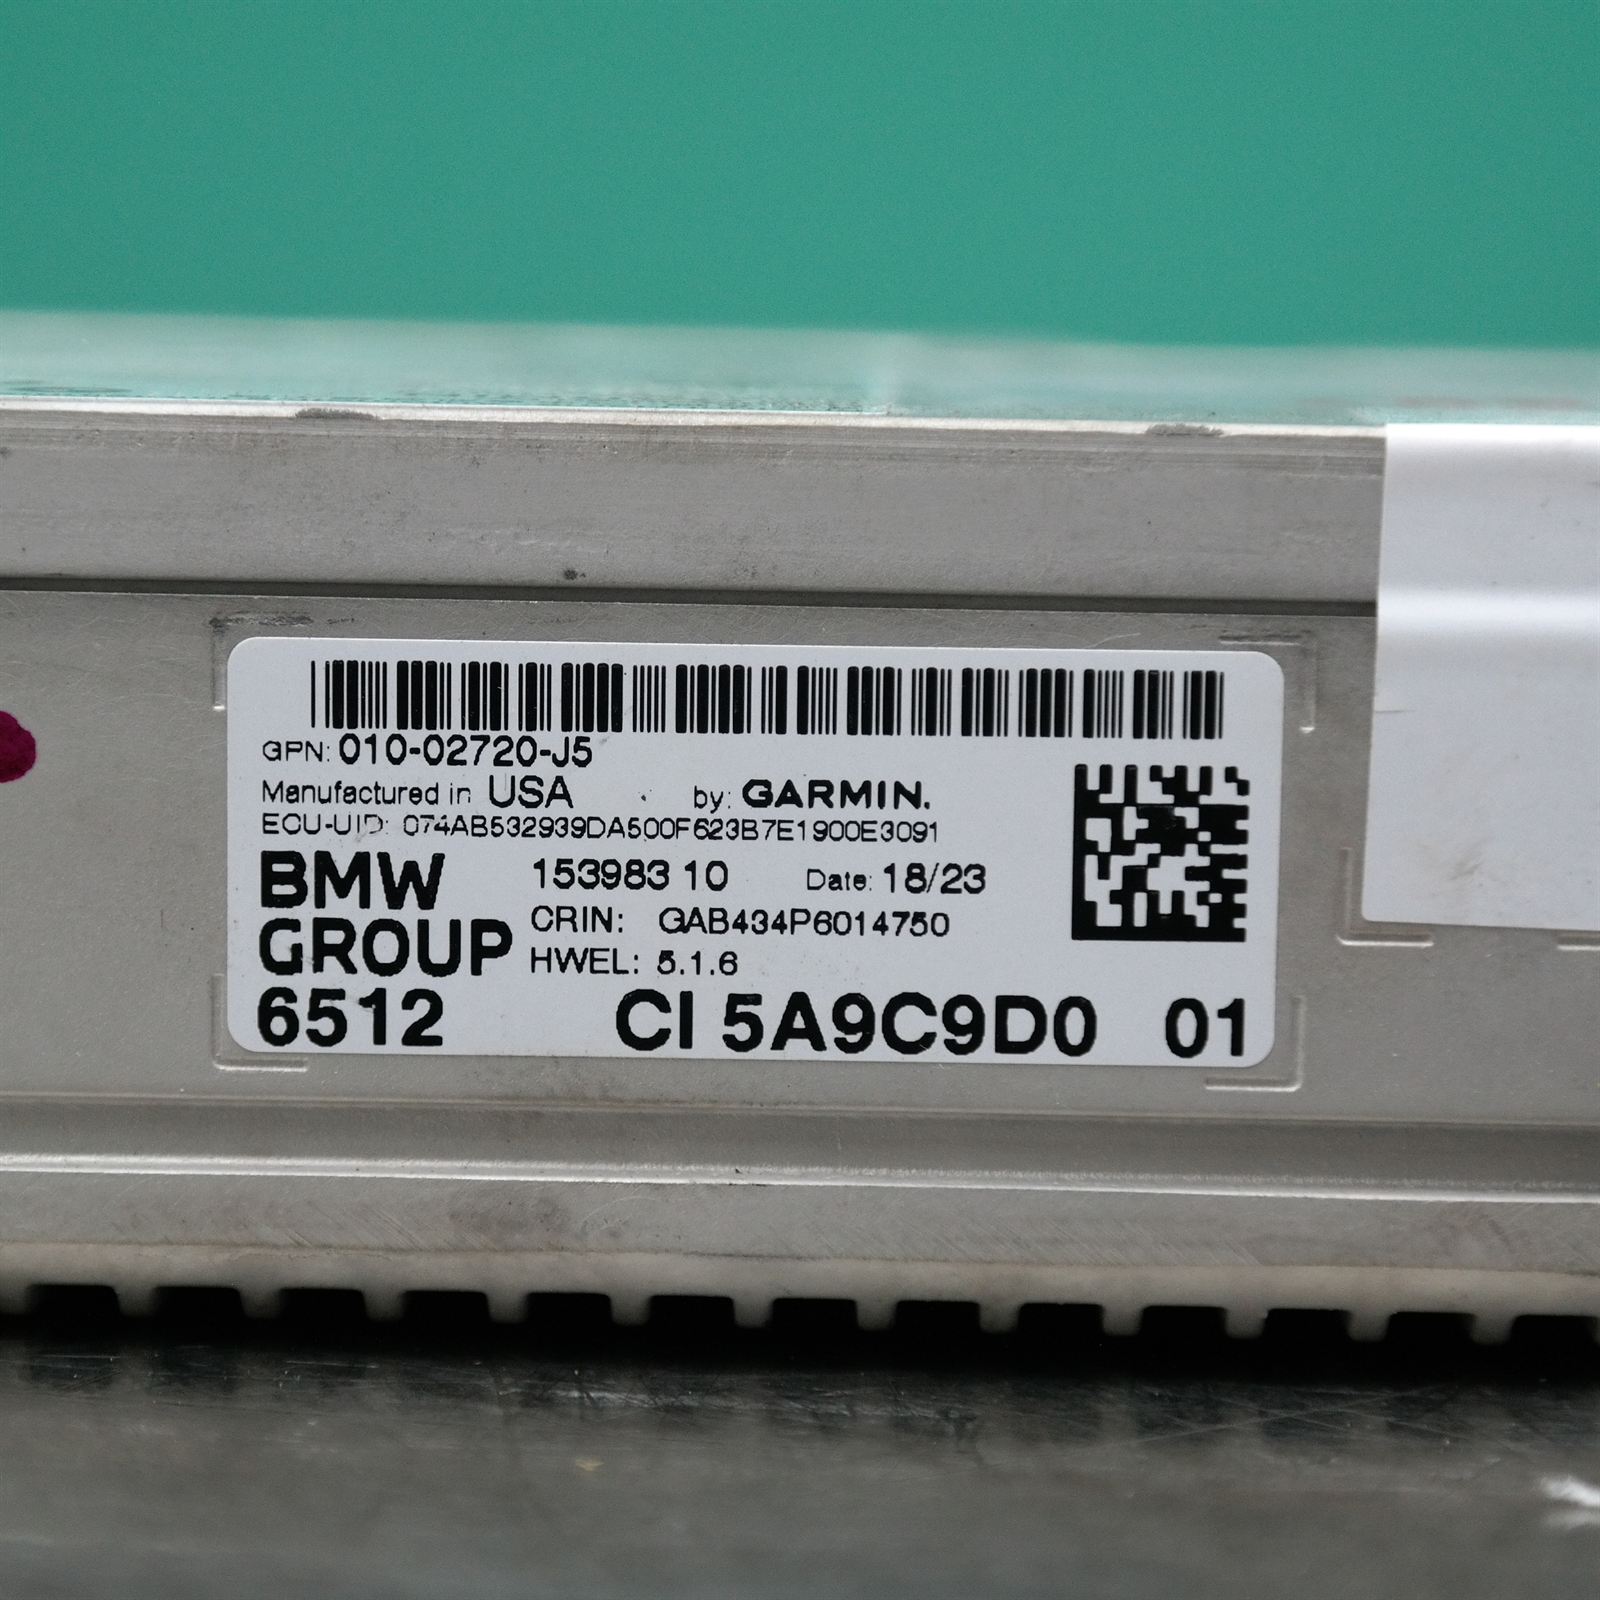 GPN: 010-02720-J5
Manufactured in USA by: GARMIN.
ECU-UID: 074AB532939DA500F623B7E1900E3091
BMW GROUP
153983 10 Date: 18/23
CRIN: GAB434P6014750
HWEL: 5.1.6
6512 CI 5A9C9D0 01